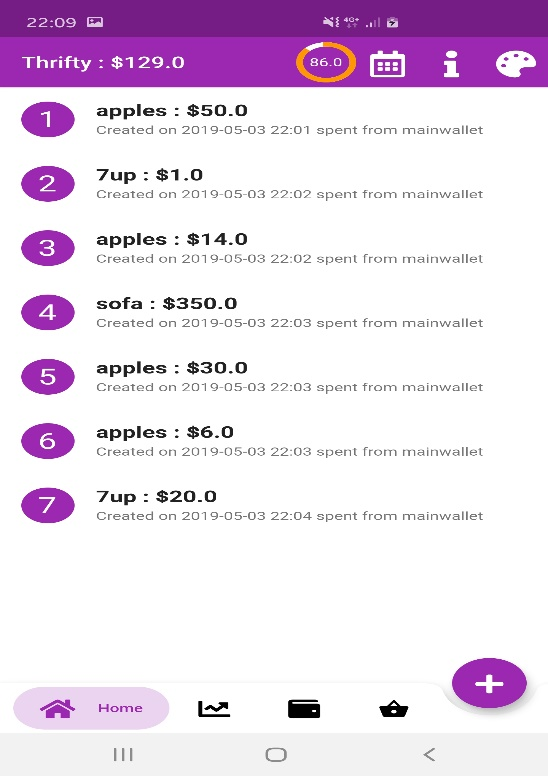 22:09
4G+
Thrifty : $129.0
86.0
1
apples : $50.0
Created on 2019-05-03 22:01 spent from mainwallet
2
7up : $1.0
Created on 2019-05-03 22:02 spent from mainwallet
3
apples : $14.0
Created on 2019-05-03 22:02 spent from mainwallet
4
sofa : $350.0
Created on 2019-05-03 22:03 spent from mainwallet
5
apples : $30.0
Created on 2019-05-03 22:03 spent from mainwallet
6
apples : $6.0
Created on 2019-05-03 22:03 spent from mainwallet
7
7up : $20.0
Created on 2019-05-03 22:04 spent from mainwallet
Home